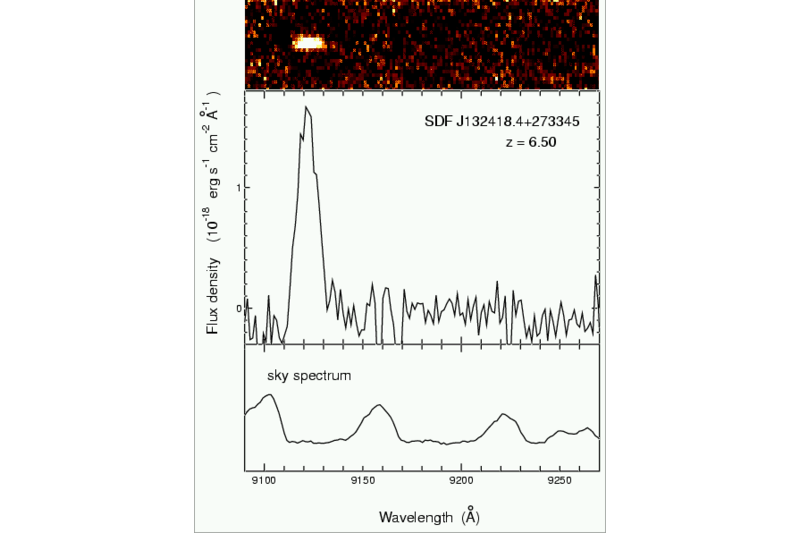 SDF J132418.4+273345
z = 6.50
Flux density (10⁻¹⁸ erg s⁻¹ cm⁻² Å⁻¹)
1
0
sky spectrum
9100 9150 9200 9250
Wavelength (Å)